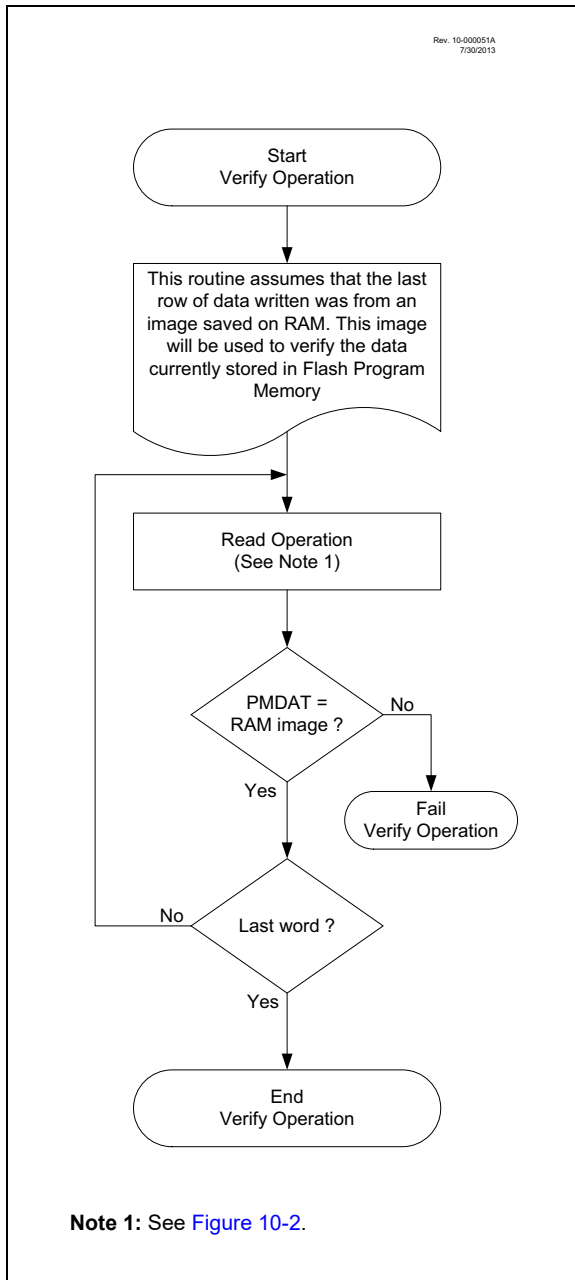 Rev. 10-000051A
7/30/2013
Start
Verify Operation
This routine assumes that the last
row of data written was from an
image saved on RAM. This image
will be used to verify the data
currently stored in Flash Program
Memory
Read Operation
(See Note 1)
PMDAT =
RAM image ?
No
Yes
Fail
Verify Operation
No
Last word ?
Yes
End
Verify Operation
Note 1: See Figure 10-2.